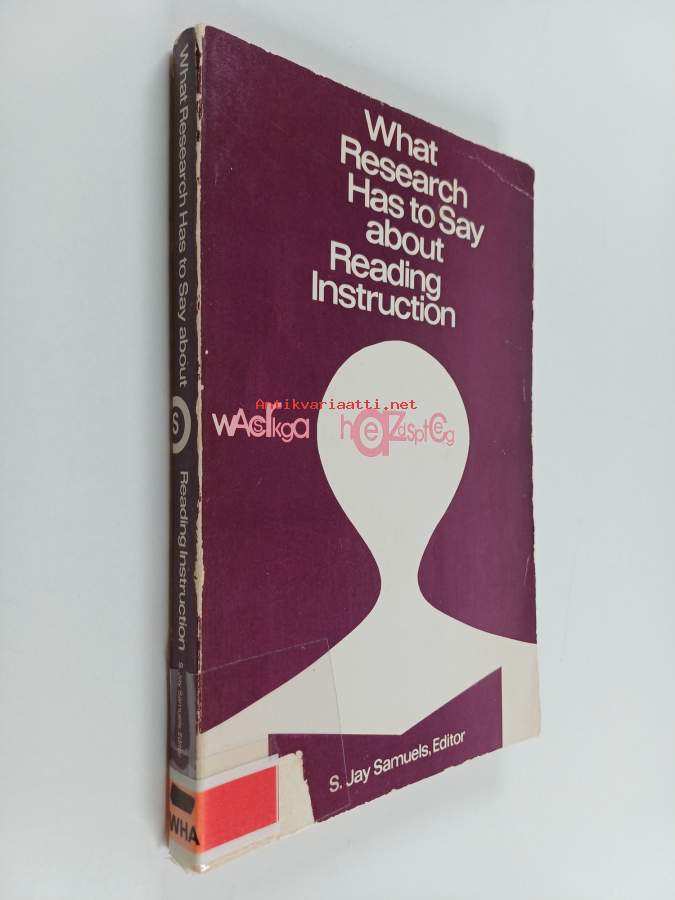 What
Research
Has to Say
about
Reading
Instruction
Antikvariaatti.net
S. Jay Samuels, Editor
What Research Has to Say about
S
Reading Instruction
S. Jay Samuels, Editor
WHA